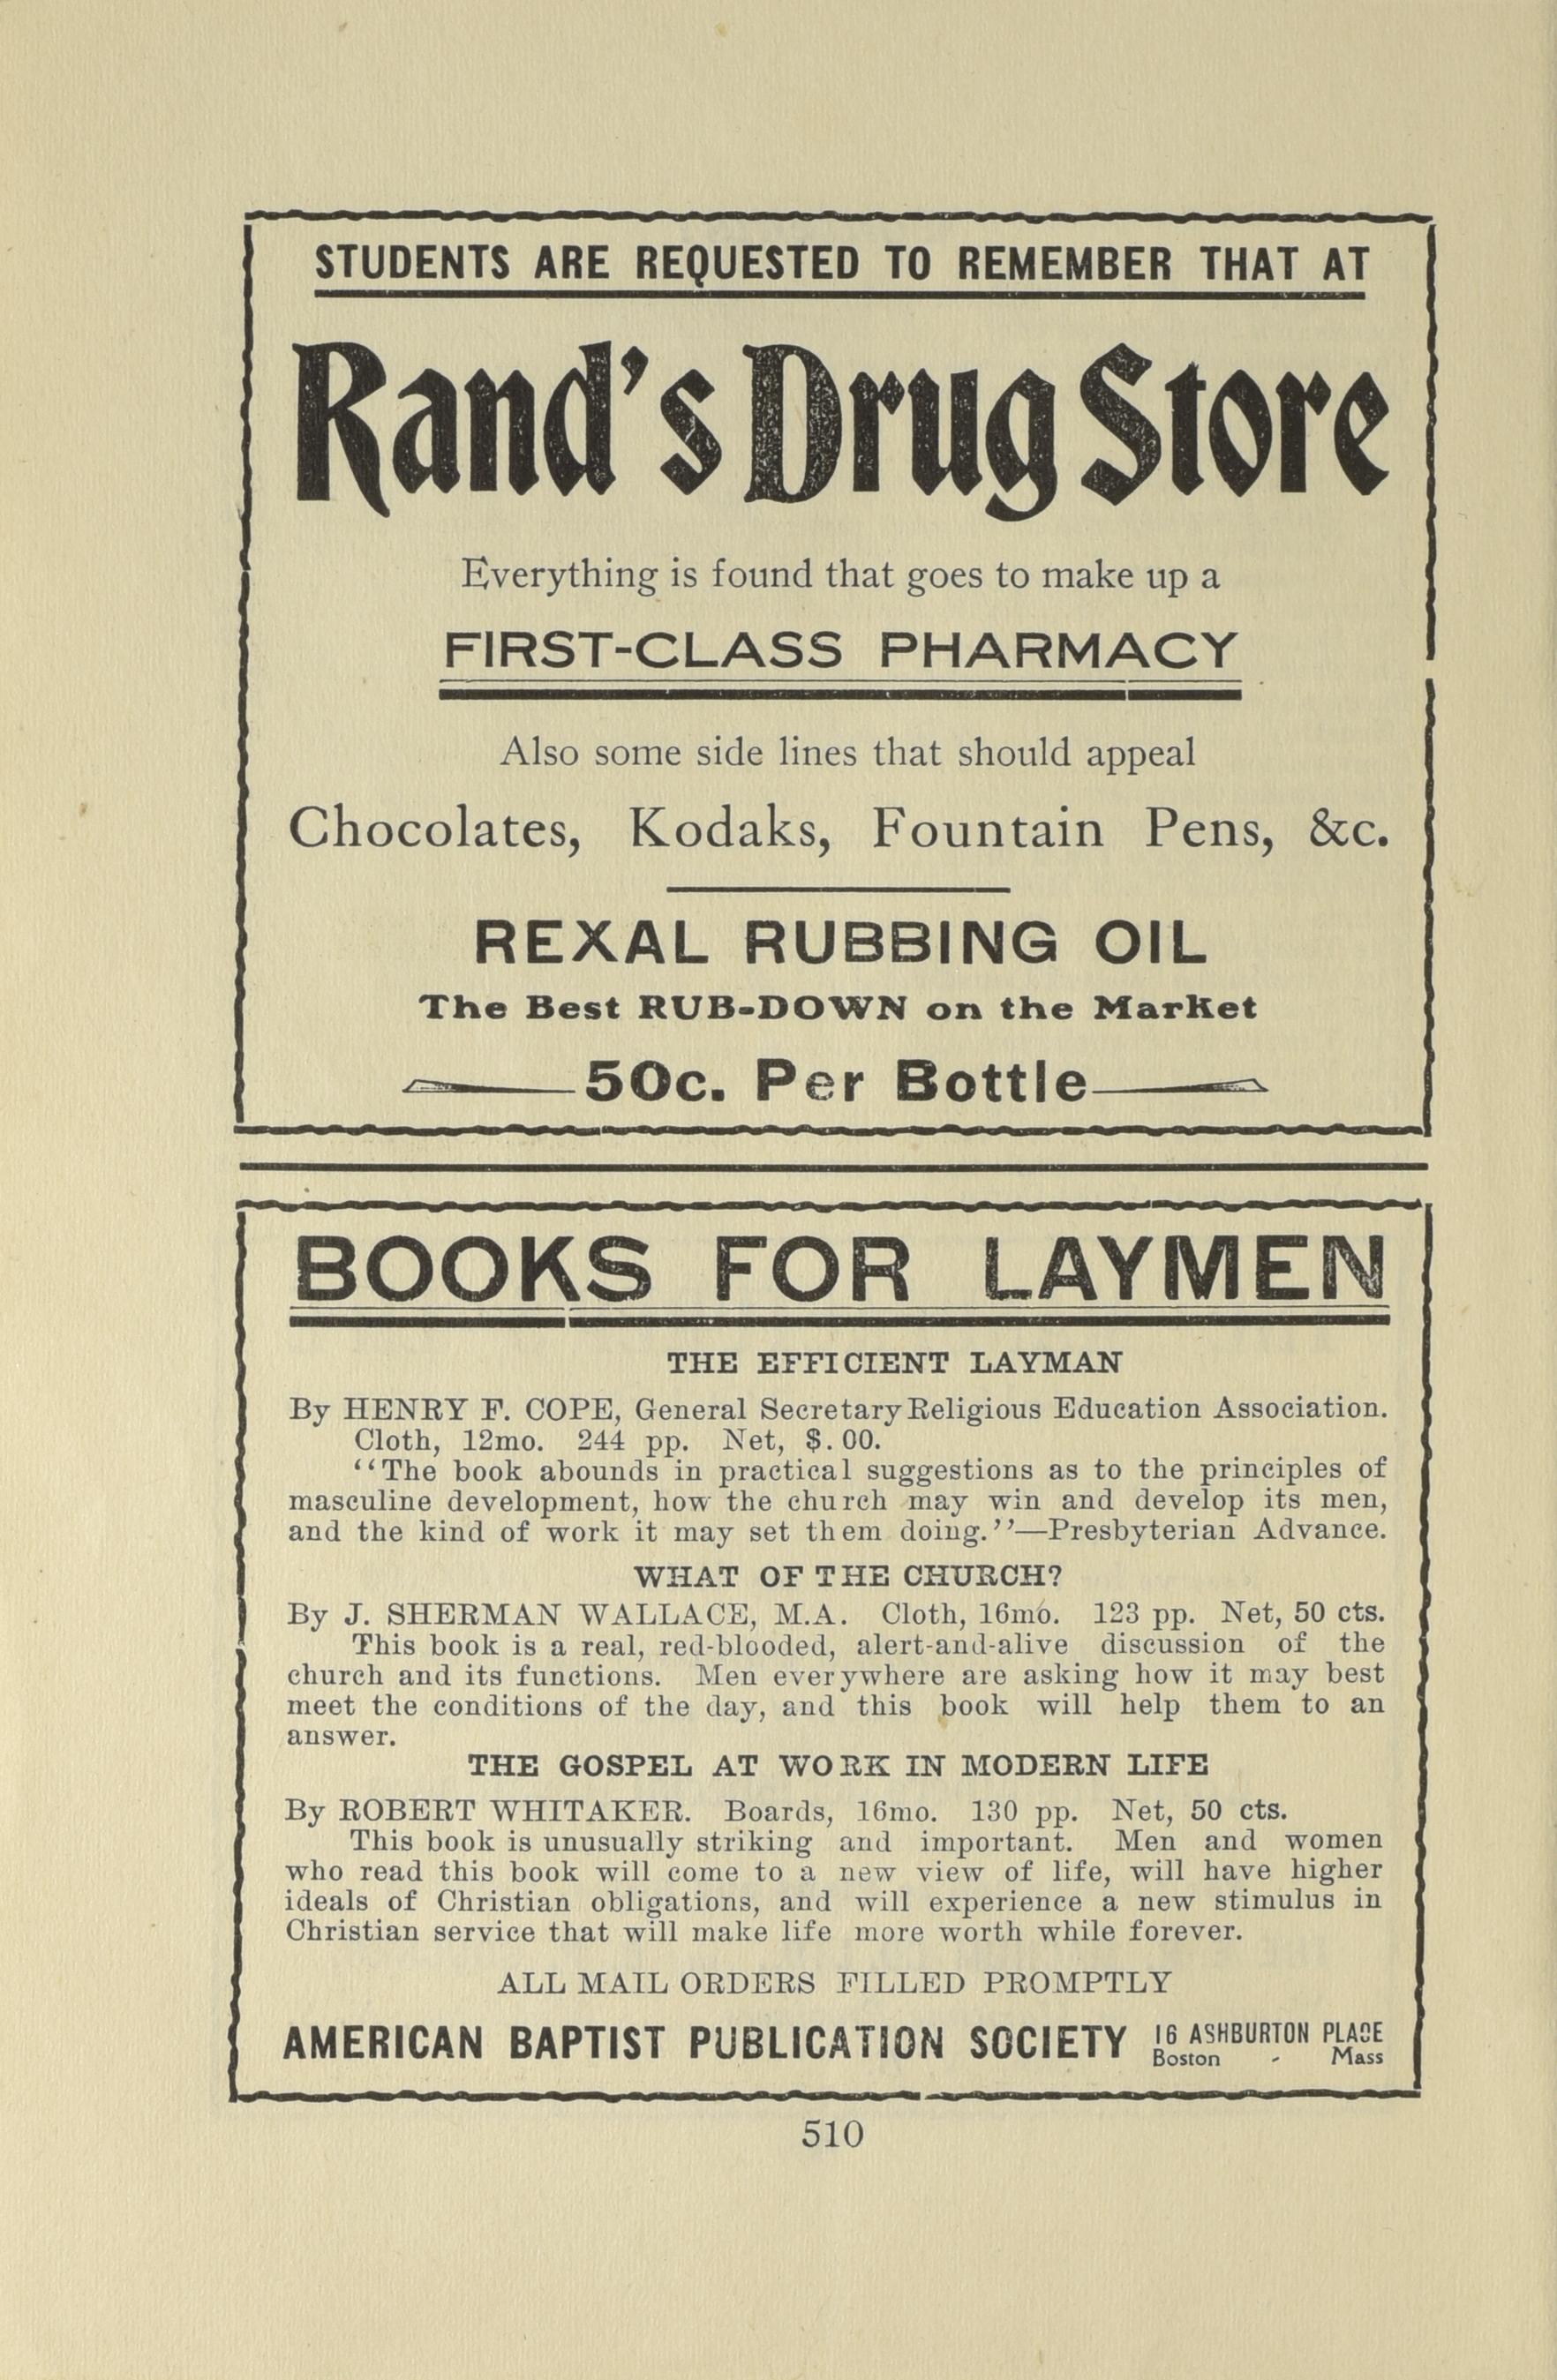 STUDENTS ARE REQUESTED TO REMEMBER THAT AT
Rand's Drug Store
Everything is found that goes to make up a
FIRST-CLASS PHARMACY
Also some side lines that should appeal
Chocolates, Kodaks, Fountain Pens, &c.
REXAL RUBBING OIL
The Best RUB-DOWN on the Market
50c. Per Bottle
BOOKS FOR LAYMEN
THE EFFICIENT LAYMAN
By HENRY F. COPE, General Secretary Religious Education Association.
Cloth, 12mo. 244 pp. Net, $.00.
"The book abounds in practical suggestions as to the principles of
masculine development, how the church may win and develop its men,
and the kind of work it may set them doing."—Presbyterian Advance.
WHAT OF THE CHURCH?
By J. SHERMAN WALLACE, M.A. Cloth, 16mo. 123 pp. Net, 50 cts.
This book is a real, red-blooded, alert-and-alive discussion of the
church and its functions. Men everywhere are asking how it may best
meet the conditions of the day, and this book will help them to an
answer.
THE GOSPEL AT WORK IN MODERN LIFE
By ROBERT WHITAKER. Boards, 16mo. 130 pp. Net, 50 cts.
This book is unusually striking and important. Men and women
who read this book will come to a new view of life, will have higher
ideals of Christian obligations, and will experience a new stimulus in
Christian service that will make life more worth while forever.
ALL MAIL ORDERS FILLED PROMPTLY
AMERICAN BAPTIST PUBLICATION SOCIETY 16 ASHBURTON PLACE
Boston - Mass
510